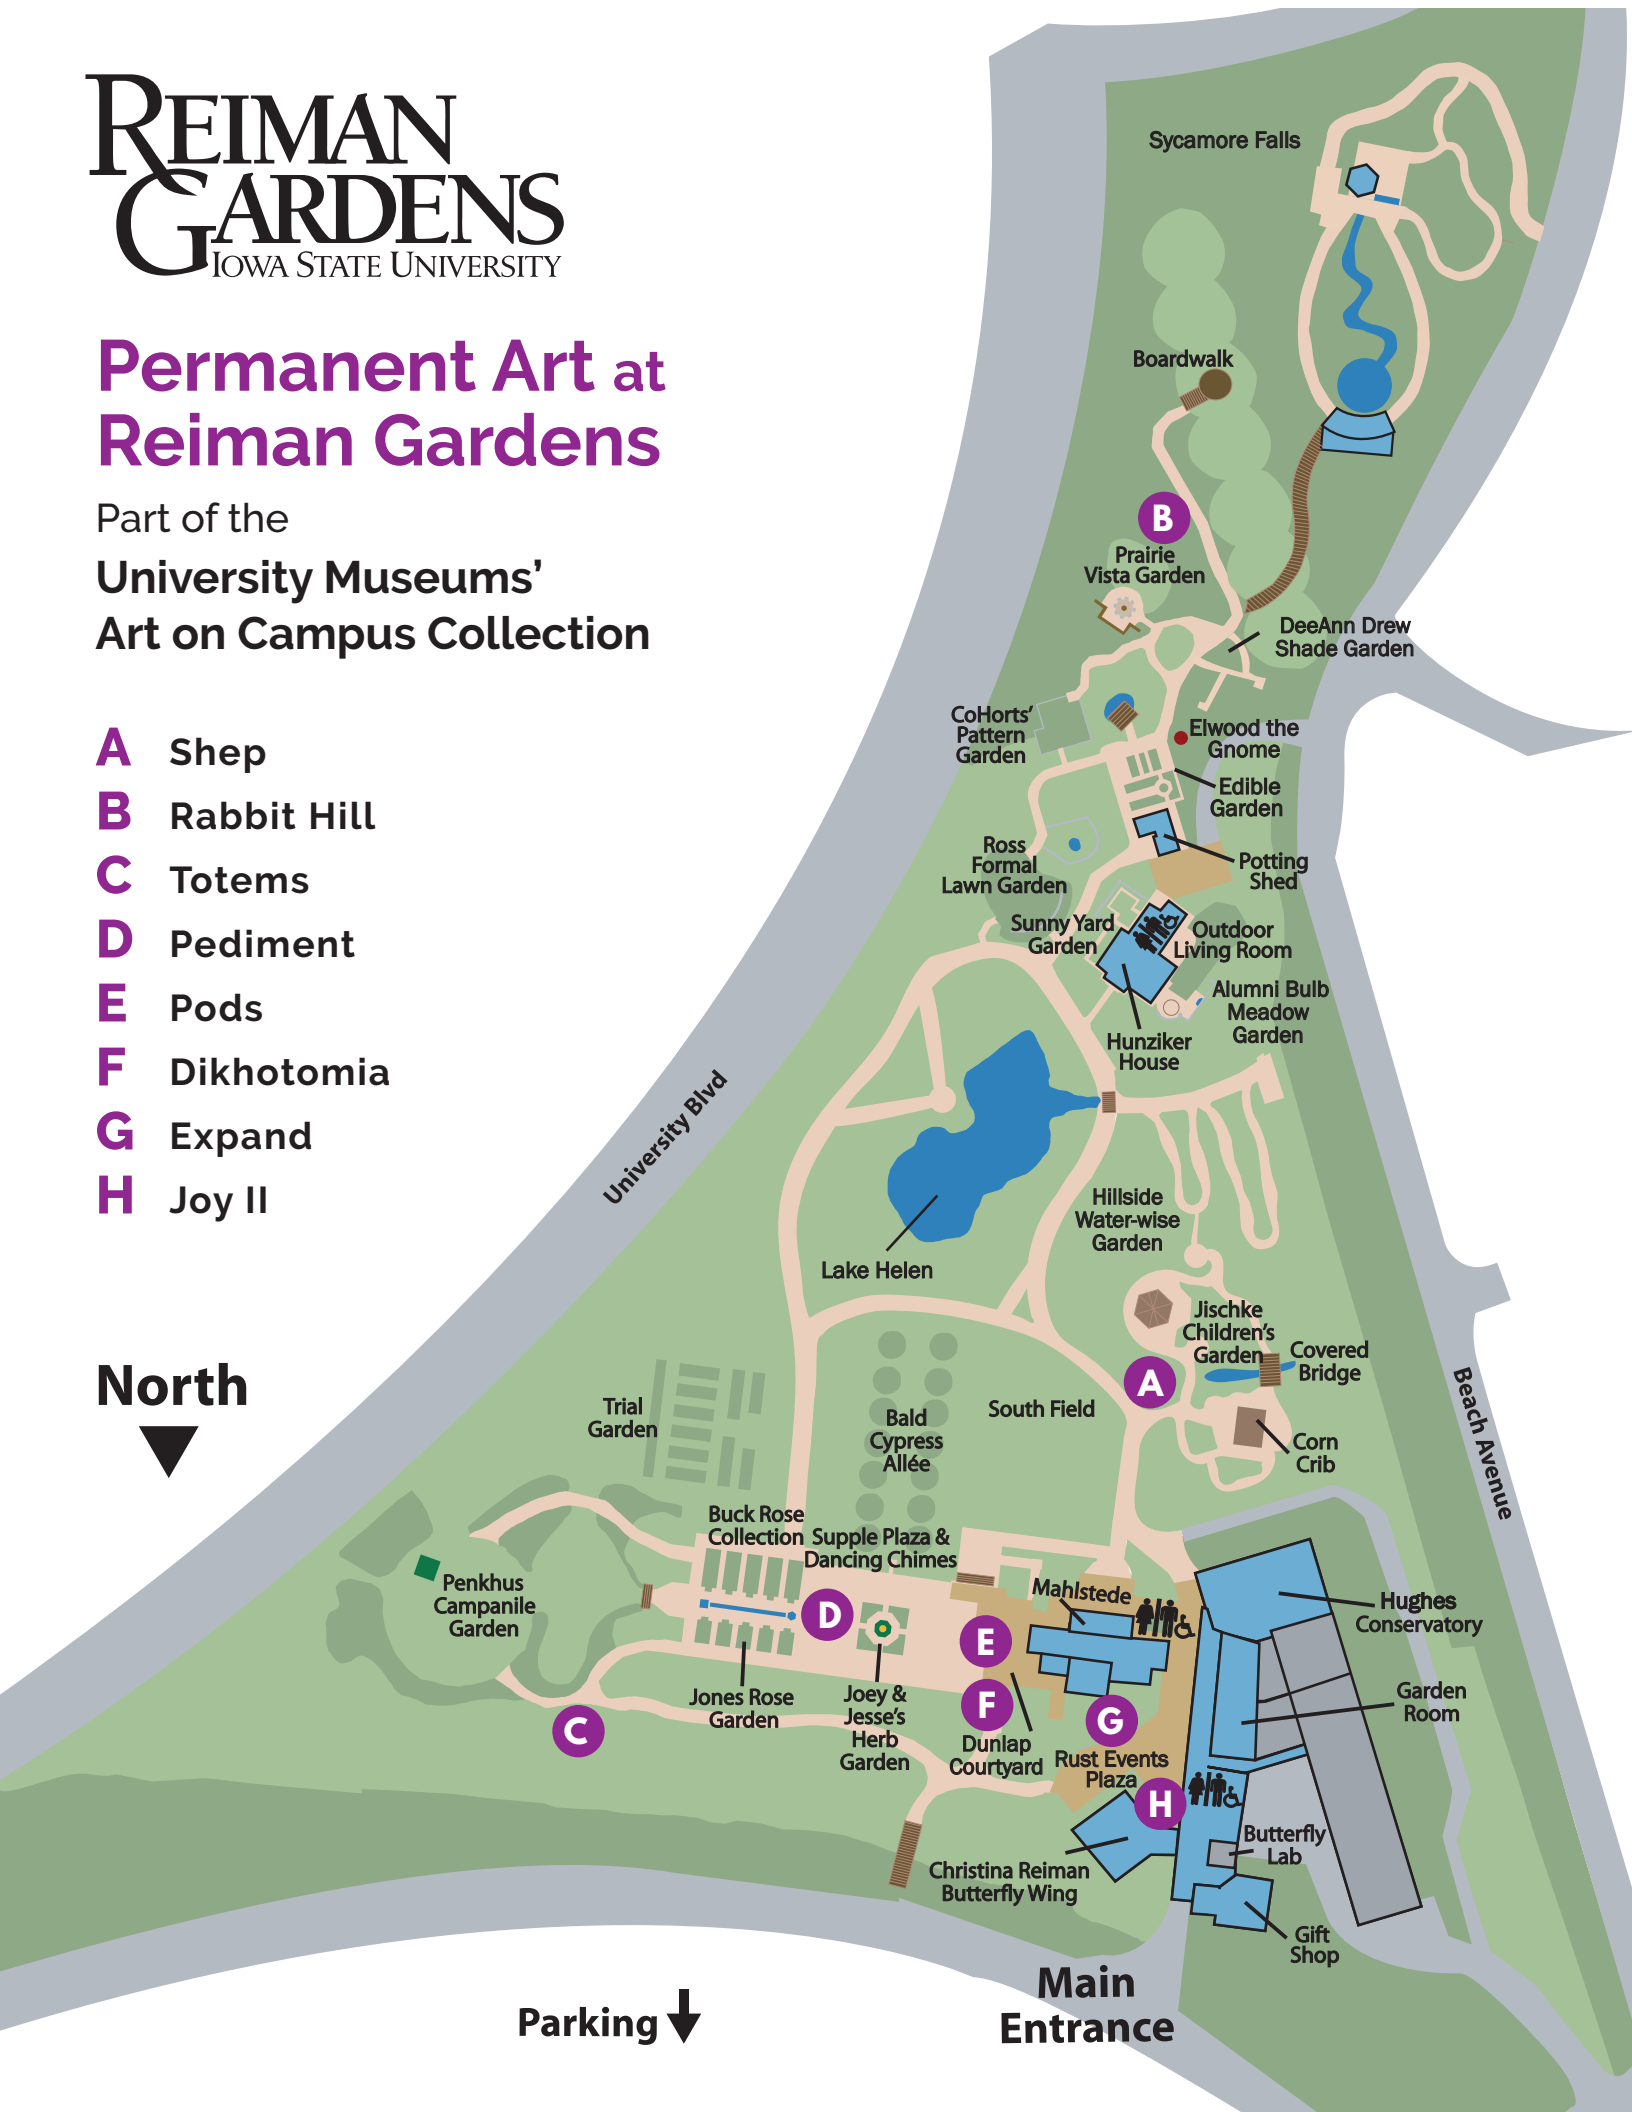 REIMAN
GARDENS
IOWA STATE UNIVERSITY
Permanent Art at
Reiman Gardens
Part of the
University Museums’
Art on Campus Collection
A Shep
B Rabbit Hill
C Totems
D Pediment
E Pods
F Dikhotomia
G Expand
H Joy II
North
Sycamore Falls
Boardwalk
B
Prairie
Vista Garden
DeeAnn Drew
Shade Garden
CoHorts’
Pattern
Garden
Elwood the
Gnome
Edible
Garden
Ross
Formal
Lawn Garden
Potting
Shed
Sunny Yard
Garden
Outdoor
Living Room
Alumni Bulb
Meadow
Garden
Hunziker
House
University Blvd
Lake Helen
Hillside
Water-wise
Garden
Jischke
Children’s
Garden
Covered
Bridge
A
Beach Avenue
Trial
Garden
Bald
Cypress
Allée
South Field
Corn
Crib
Buck Rose
Collection
Supple Plaza &
Dancing Chimes
Penkhus
Campanile
Garden
Mahlstede
Hughes
Conservatory
D
E
F
G
C
H
Jones Rose
Garden
Joey &
Jesse’s
Herb
Garden
Dunlap
Courtyard
Rust Events
Plaza
Garden
Room
Butterfly
Lab
Christina Reiman
Butterfly Wing
Gift
Shop
Parking
Main
Entrance